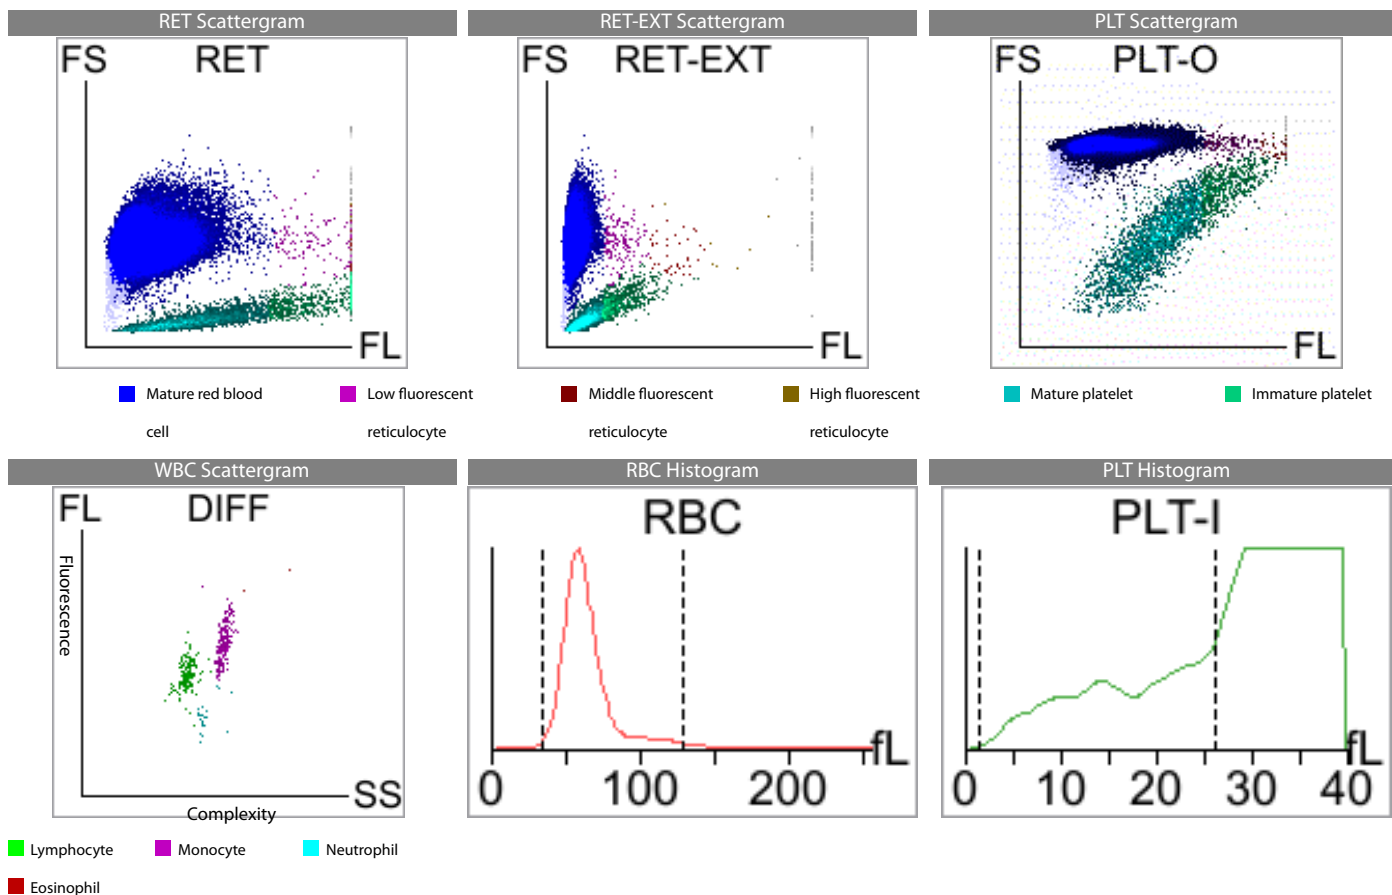 RET Scattergram
RET-EXT Scattergram
PLT Scattergram
FS RET
FL
FS RET-EXT
FL
FS PLT-O
FL
Mature red blood
cell
Low fluorescent
reticulocyte
Middle fluorescent
reticulocyte
High fluorescent
reticulocyte
Mature platelet
Immature platelet
WBC Scattergram
RBC Histogram
PLT Histogram
FL DIFF
Fluorescence
SS
Complexity
RBC
fL
0 100 200
PLT-I
fL
0 10 20 30 40
Lymphocyte
Monocyte
Neutrophil
Eosinophil